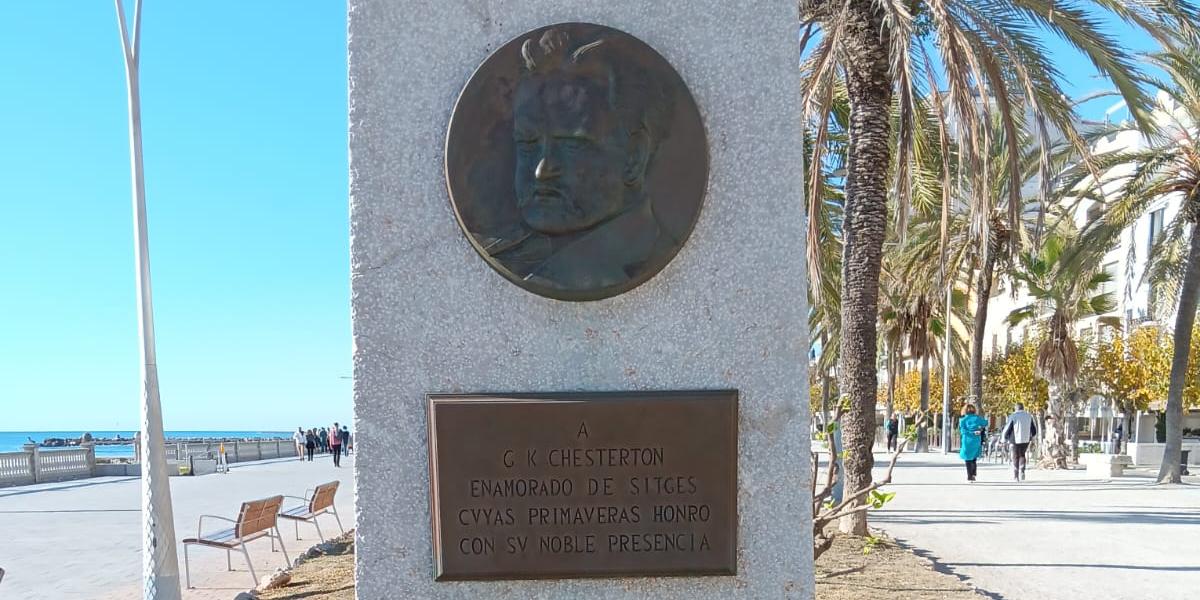 A
G K CHESTERTON
ENAMORADO DE SITGES
CVYAS PRIMAVERAS HONRO
CON SV NOBLE PRESENCIA